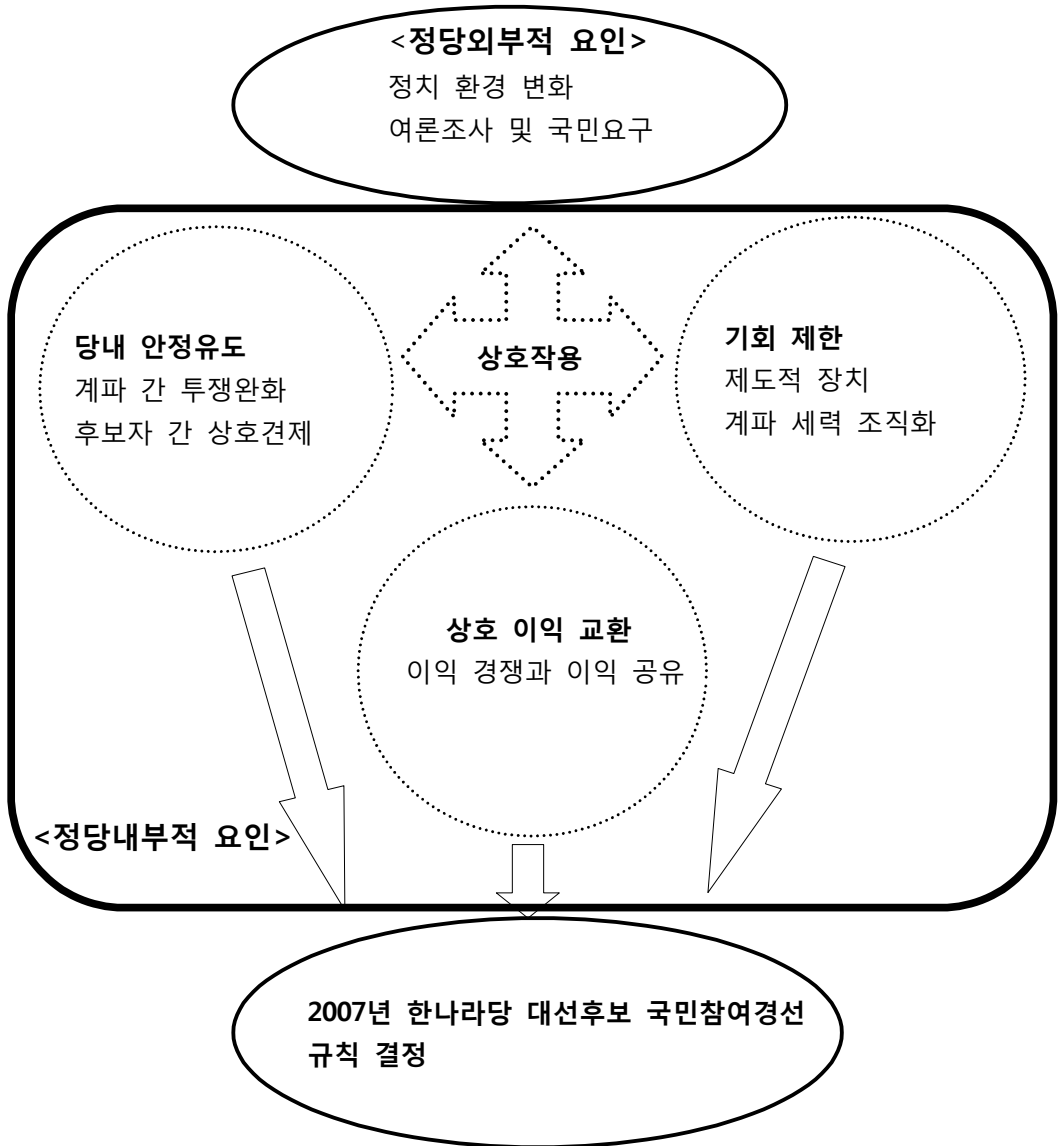 <정당외부적 요인>
정치 환경 변화
여론조사 및 국민요구
당내 안정유도
계파 간 투쟁완화
후보자 간 상호견제
상호작용
기회 제한
제도적 장치
계파 세력 조직화
상호 이익 교환
이익 경쟁과 이익 공유
<정당내부적 요인>
2007년 한나라당 대선후보 국민참여경선
규칙 결정